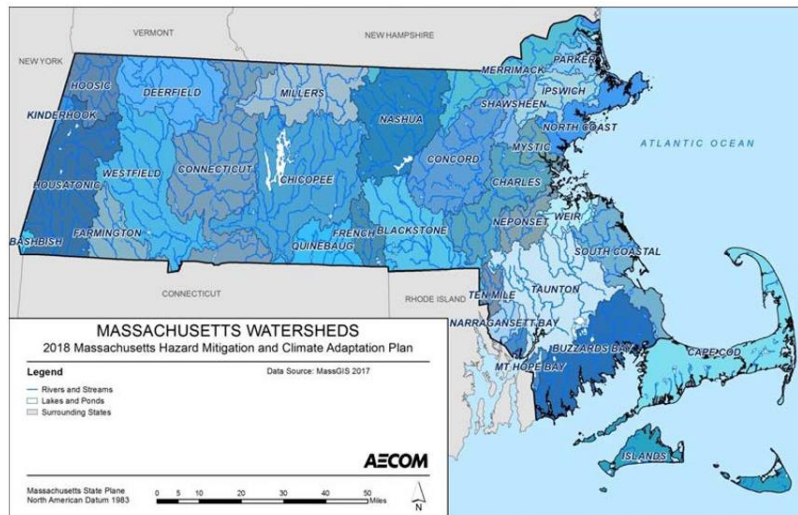 VERMONT
NEW HAMPSHIRE
NEW YORK
HOOSIC
DEERFIELD
MILLERS
NASHUA
MERRIMACK
PARKER
IPSWICH
SHAWSHEEN
KINDERHOOK
NORTH COAST
MYSTIC
ATLANTIC OCEAN
WESTFIELD
CONNECTICUT
CHICOPEE
CONCORD
HOUSATONIC
CHARLES
NEPONSET
WEIR
FARMINGTON
FRENCH
BLACKSTONE
BASHBISH
QUINEBAUG
SOUTH COASTAL
CONNECTICUT
RHODE ISLAND
TEN MILE
TAUNTON
NARRAGANSETT BAY
BUZZARDS BAY
CAPE COD
MT HOPE BAY
ISLANDS
MASSACHUSETTS WATERSHEDS
2018 Massachusetts Hazard Mitigation and Climate Adaptation Plan
Legend
Data Source: MassGIS 2017
Rivers and Streams
Lakes and Ponds
Surrounding States
AECOM
Massachusetts State Plane
North American Datum 1983
0 5 10 20 30 40 50
Miles
N